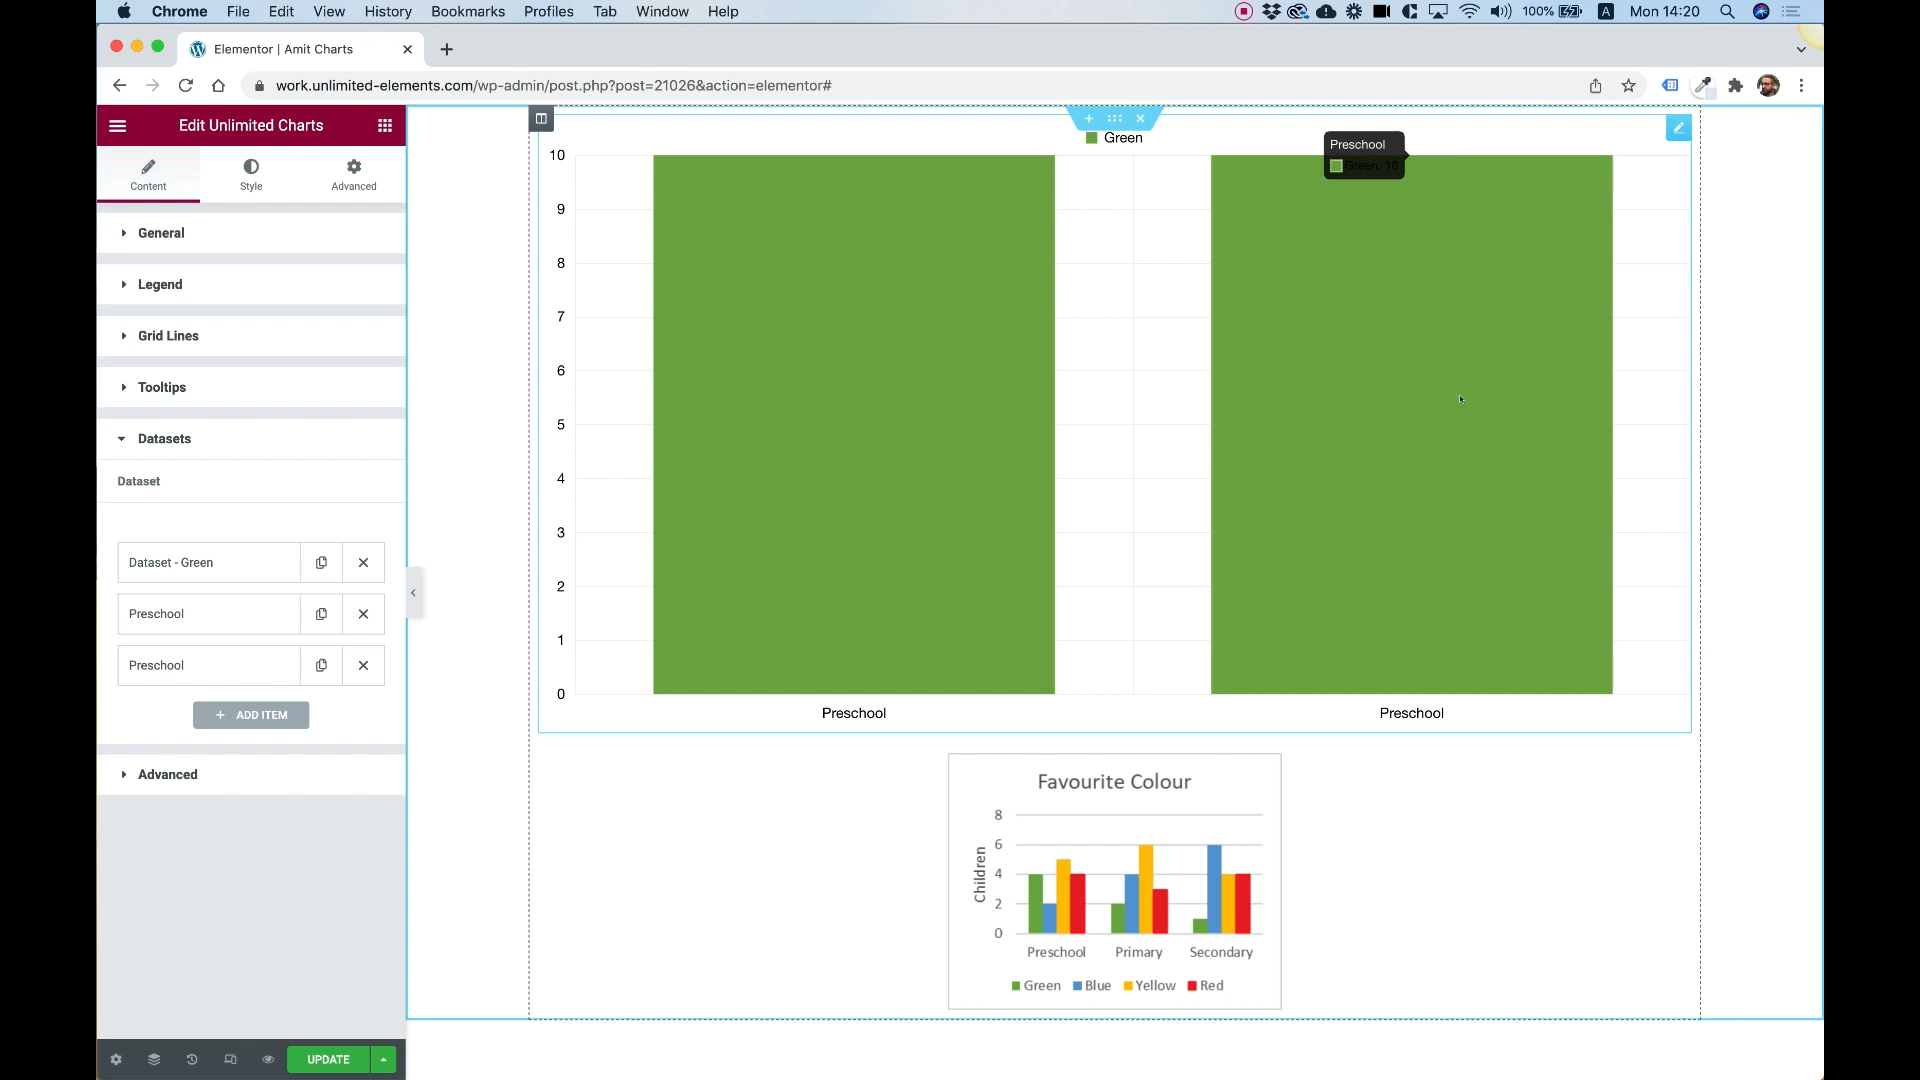 Chrome File Edit View History Bookmarks Profiles Tab Window Help
100% A Mon 14:20
Elementor | Amit Charts
work.unlimited-elements.com/wp-admin/post.php?post=21026&action=elementor#
Edit Unlimited Charts
Content Style Advanced
General
Legend
Grid Lines
Tooltips
Datasets
Dataset
Dataset - Green
Preschool
Preschool
+ ADD ITEM
Advanced
UPDATE
Green
Preschool
Green: 10
10
9
8
7
6
5
4
3
2
1
0
Preschool Preschool
Favourite Colour
Children
8
6
4
2
0
Preschool Primary Secondary
Green Blue Yellow Red